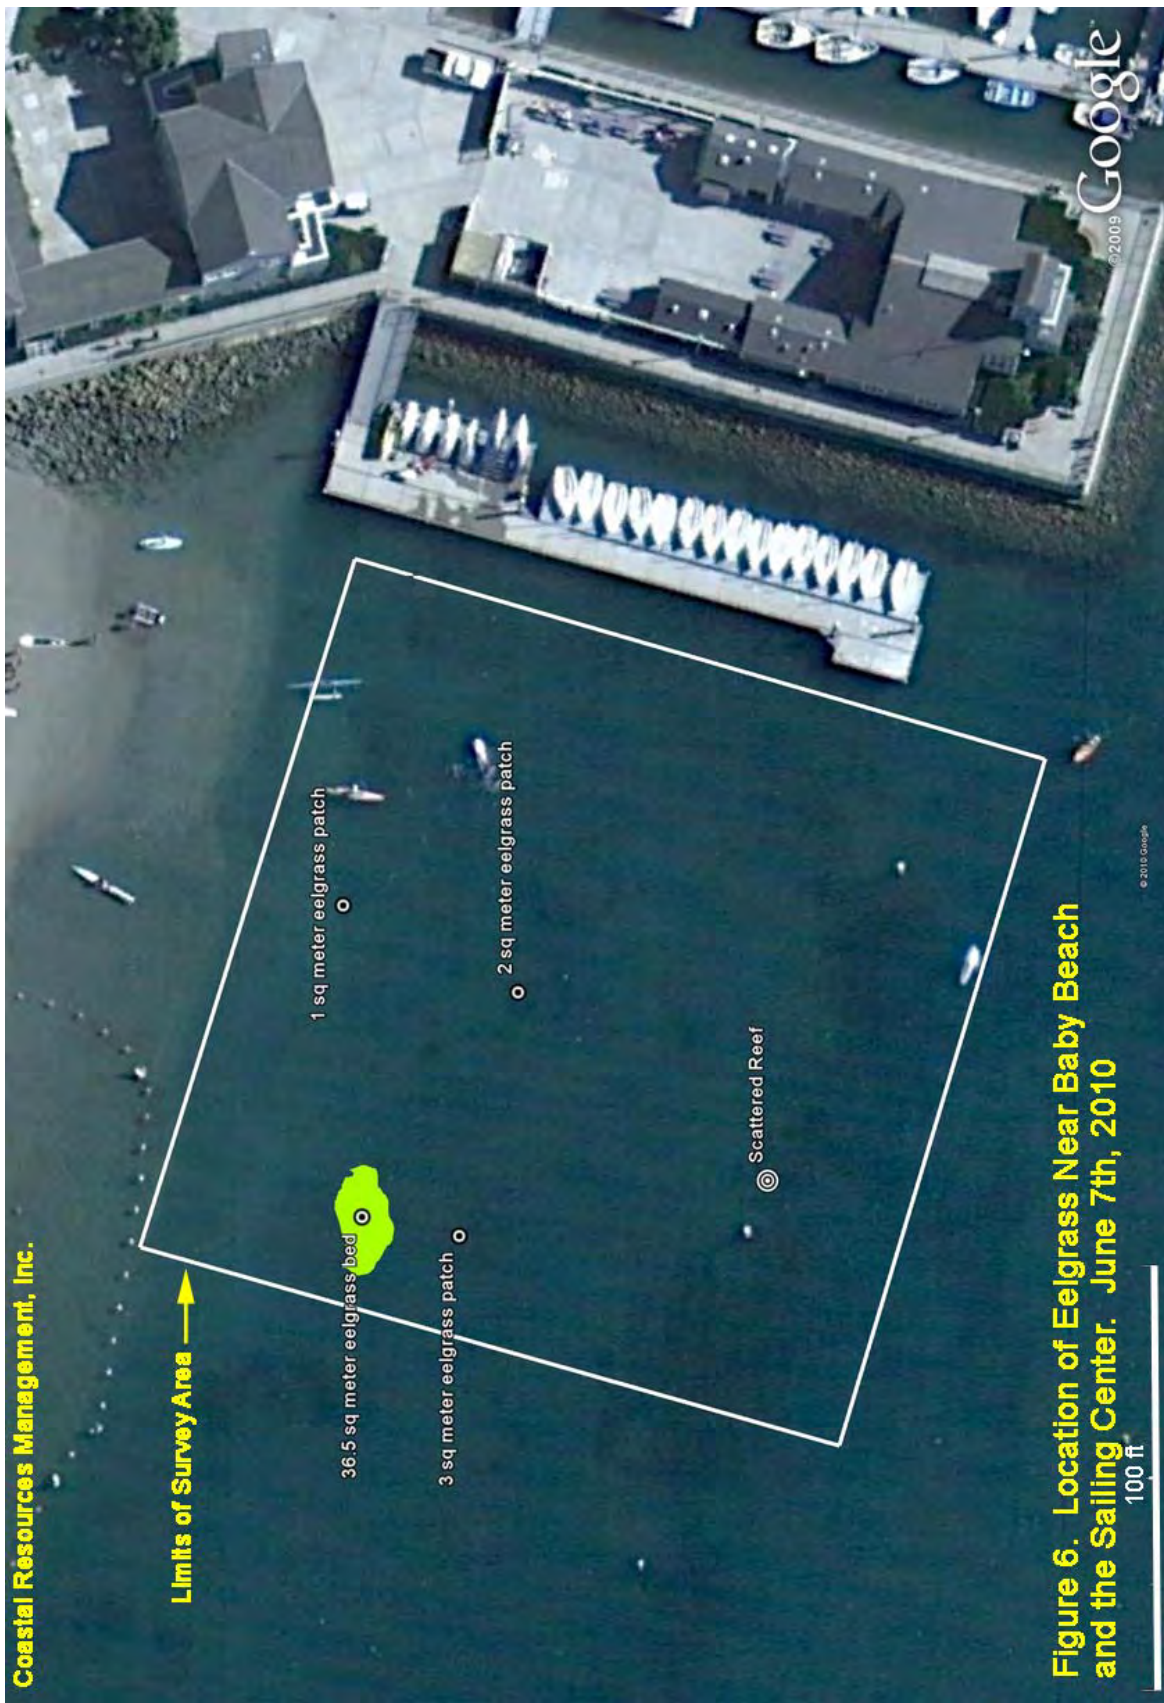 Coastal Resources Management, Inc.
Limits of Survey Area
36.5 sq meter eelgrass bed
3 sq meter eelgrass patch
1 sq meter eelgrass patch
2 sq meter eelgrass patch
Scattered Reef
Figure 6. Location of Eelgrass Near Baby Beach
and the Sailing Center. June 7th, 2010
100 ft
© 2010 Google
©2009 Google